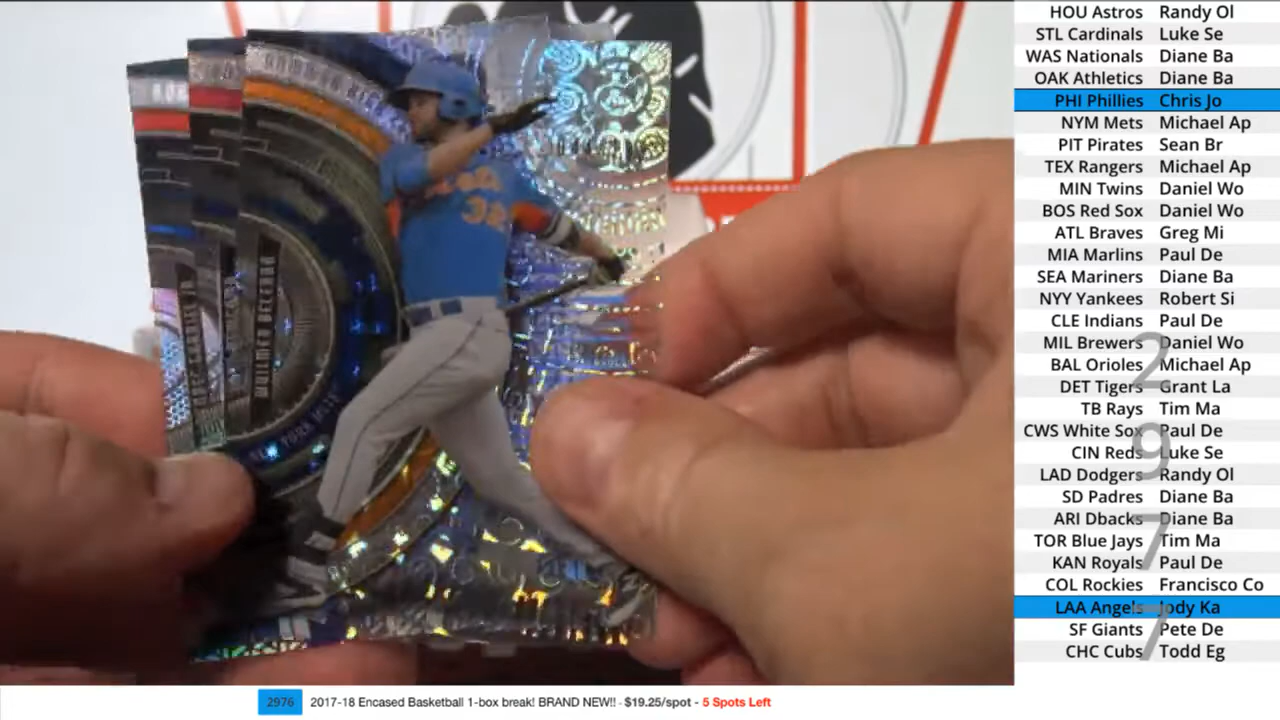 HOU Astros Randy Ol
STL Cardinals Luke Se
WAS Nationals Diane Ba
OAK Athletics Diane Ba
PHI Phillies Chris Jo
NYM Mets Michael Ap
PIT Pirates Sean Br
TEX Rangers Michael Ap
MIN Twins Daniel Wo
BOS Red Sox Daniel Wo
ATL Braves Greg Mi
MIA Marlins Paul De
SEA Mariners Diane Ba
NYY Yankees Robert Si
CLE Indians Paul De
MIL Brewers Daniel Wo
BAL Orioles Michael Ap
DET Tigers Grant La
TB Rays Tim Ma
CWS White Sox Paul De
CIN Reds Luke Se
LAD Dodgers Randy Ol
SD Padres Diane Ba
ARI Dbacks Diane Ba
TOR Blue Jays Tim Ma
KAN Royals Paul De
COL Rockies Francisco Co
LAA Angels Jody Ka
SF Giants Pete De
CHC Cubs Todd Eg
2977
32
NEW YORK METS
2976 2017-18 Encased Basketball 1-box break! BRAND NEW!! - $19.25/spot - 5 Spots Left